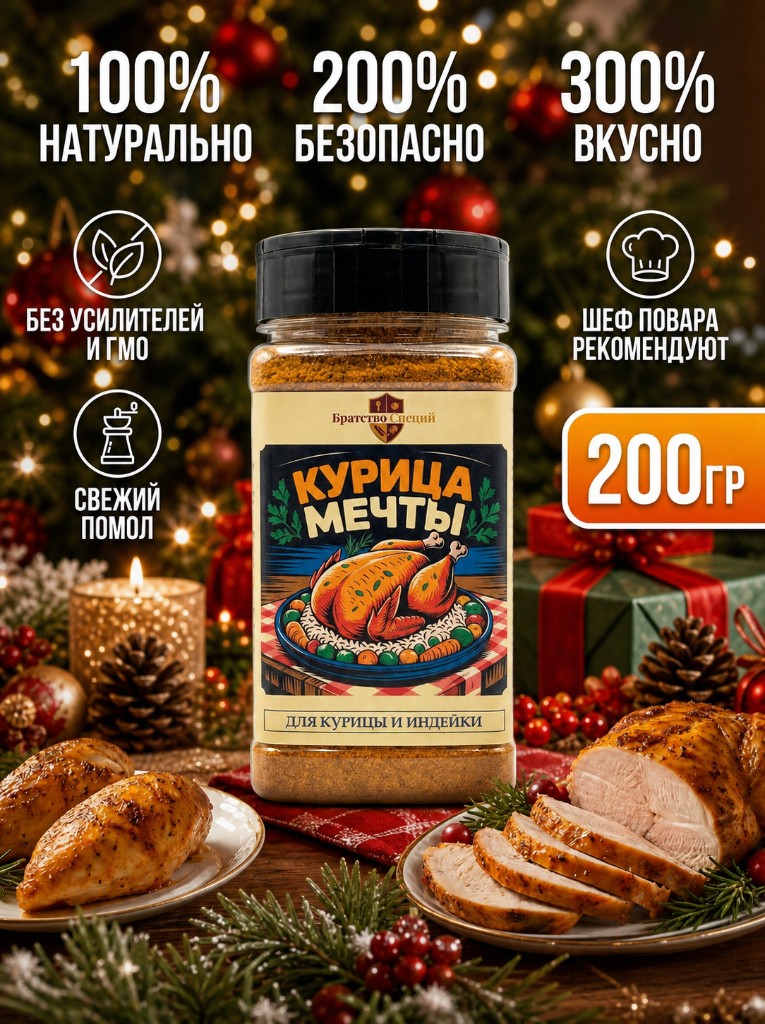 100%
НАТУРАЛЬНО
200%
БЕЗОПАСНО
300%
ВКУСНО
БЕЗ УСИЛИТЕЛЕЙ
И ГМО
ШЕФ ПОВАРА
РЕКОМЕНДУЮТ
СВЕЖИЙ
ПОМОЛ
200ГР
Братство Специй
КУРИЦА
МЕЧТЫ
ДЛЯ КУРИЦЫ И ИНДЕЙКИ